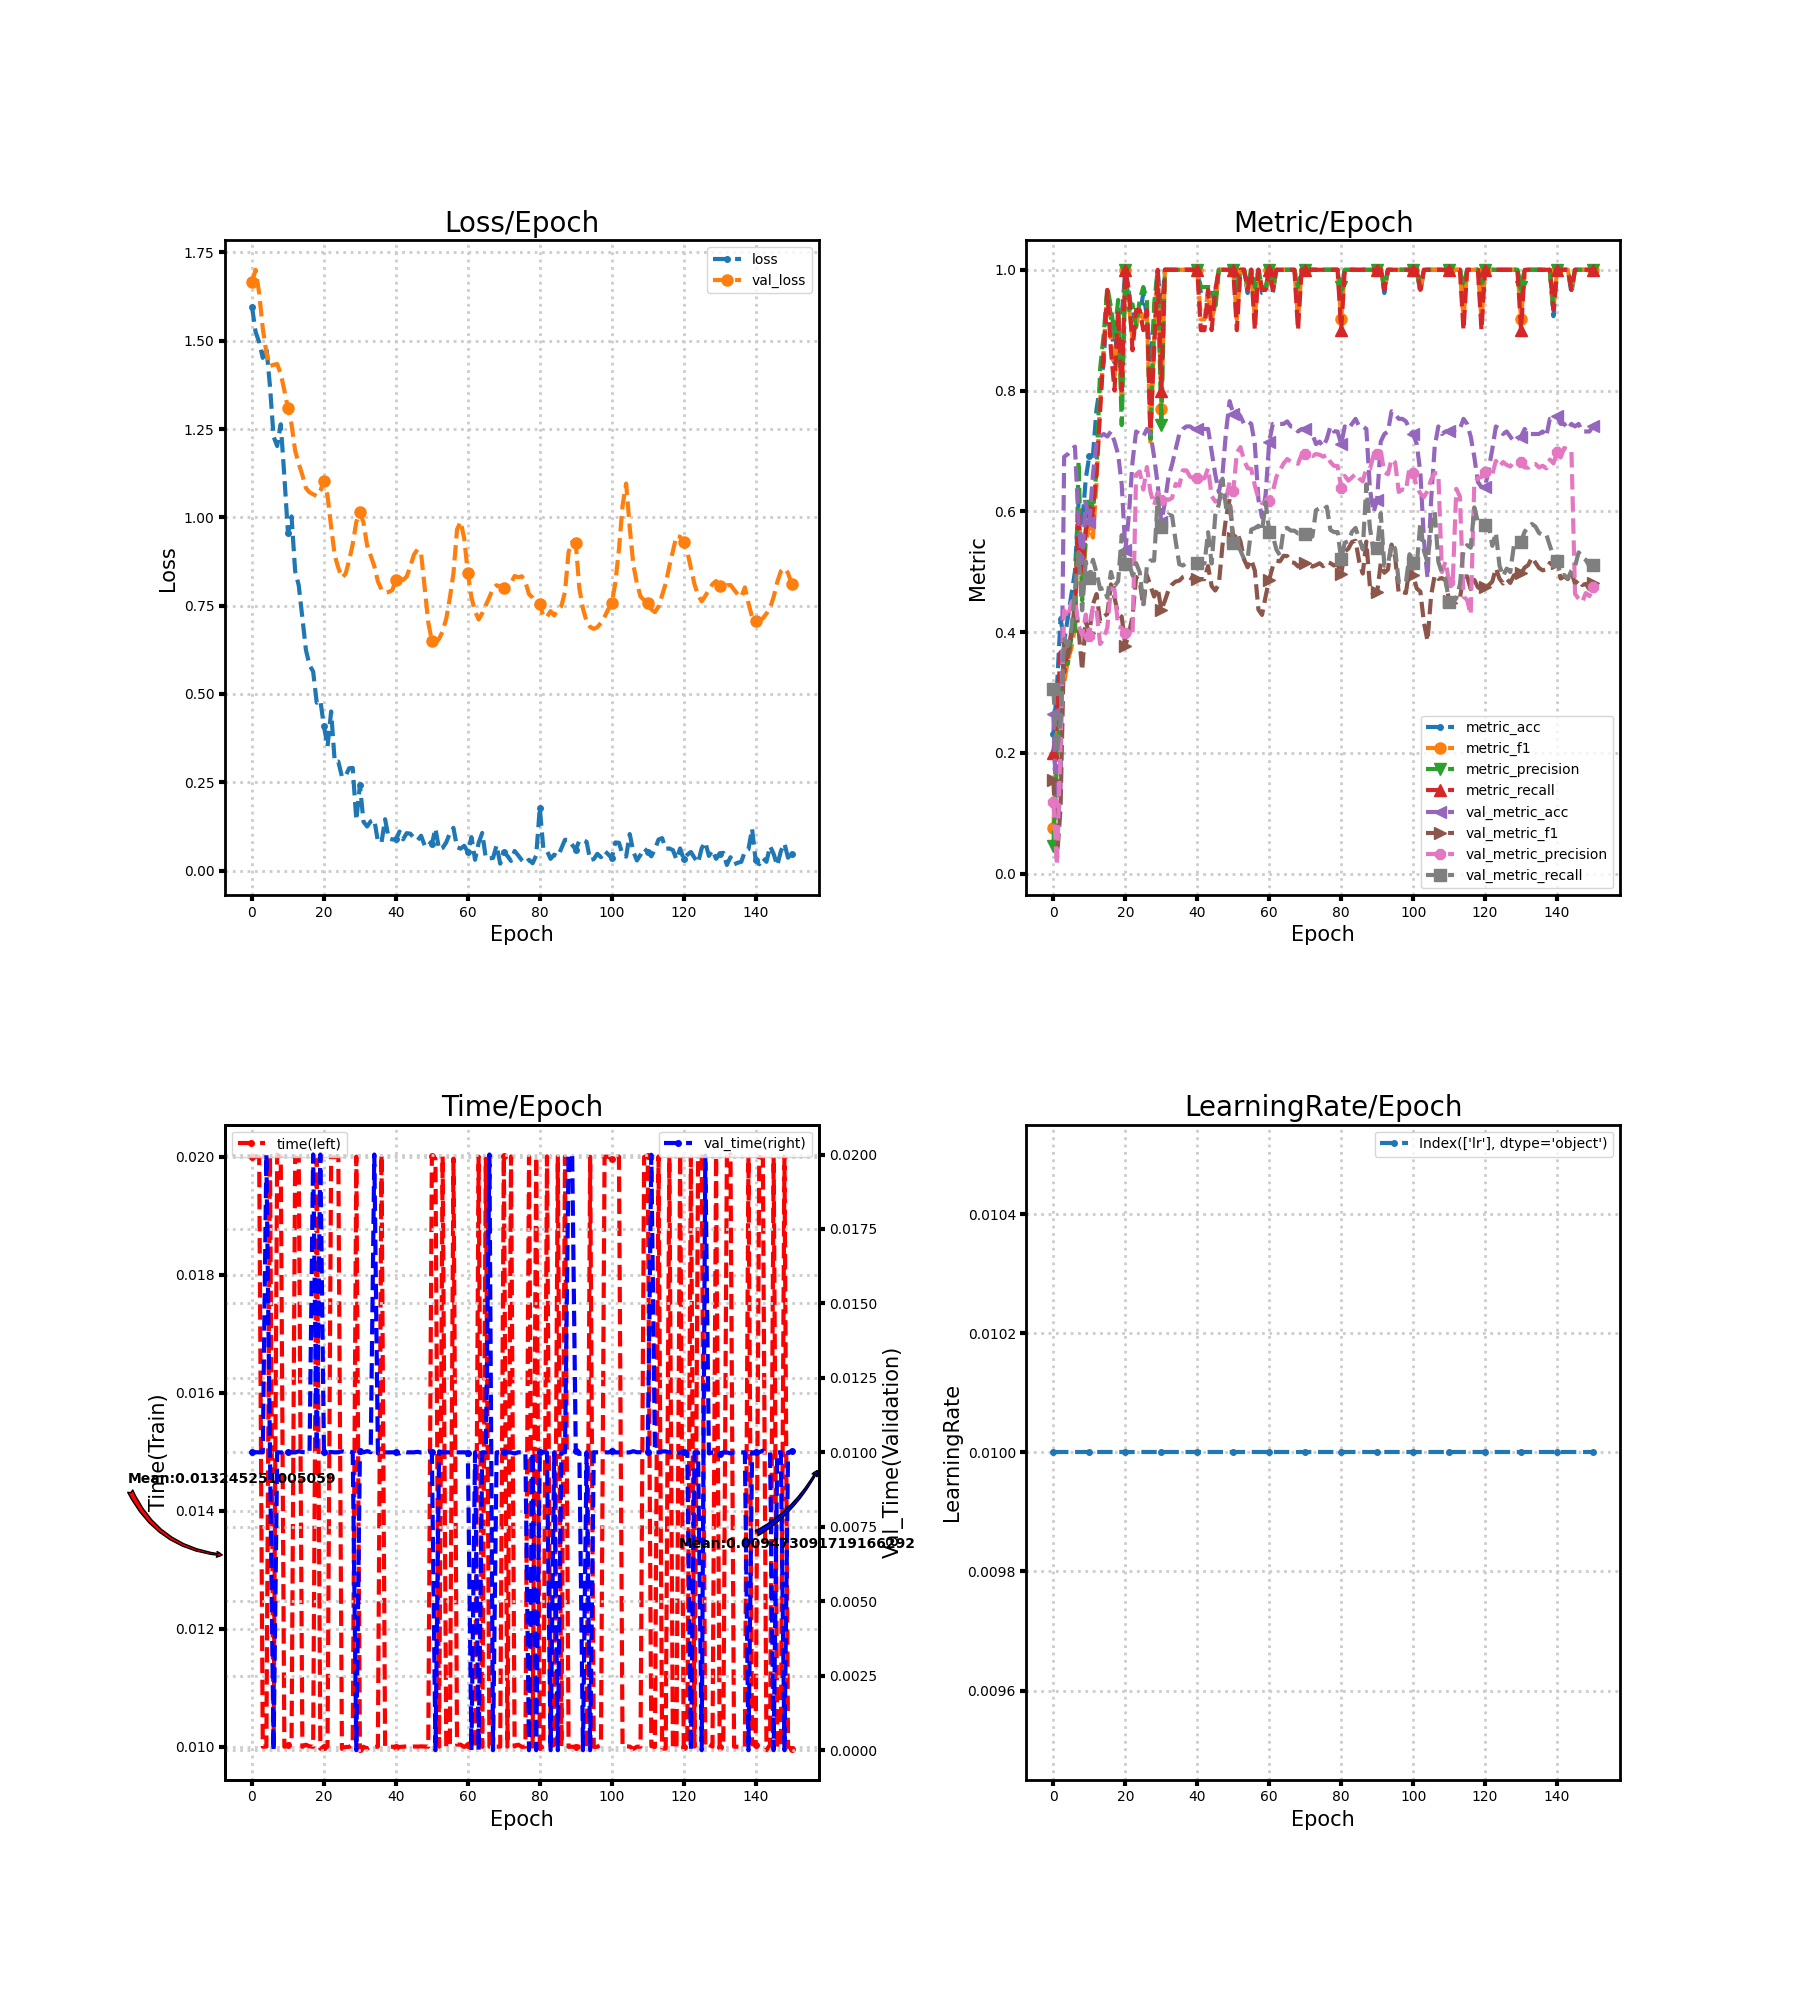 Loss/Epoch
1.75
1.50
1.25
1.00
0.75
0.50
0.25
0.00
Loss
loss
val_loss
0 20 40 60 80 100 120 140
Epoch
Metric/Epoch
1.0
0.8
0.6
0.4
0.2
0.0
Metric
metric_acc
metric_f1
metric_precision
metric_recall
val_metric_acc
val_metric_f1
val_metric_precision
val_metric_recall
0 20 40 60 80 100 120 140
Epoch
Time/Epoch
time(left)
val_time(right)
0.020
0.018
0.016
0.014
0.012
0.010
Time(Train)
Mean:0.013245251005059
0.0200
0.0175
0.0150
0.0125
0.0100
0.0075
0.0050
0.0025
0.0000
Val_Time(Validation)
0 20 40 60 80 100 120 140
Epoch
LearningRate/Epoch
Index(['lr'], dtype='object')
0.0104
0.0102
0.0100
0.0098
0.0096
LearningRate
0 20 40 60 80 100 120 140
Epoch